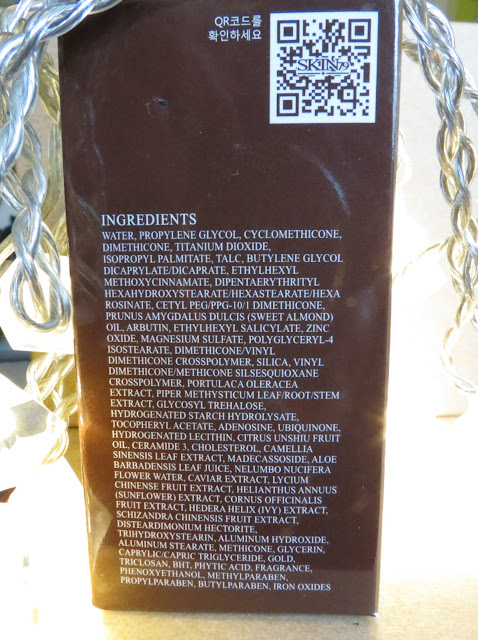 QR코드를
확인하세요
SKIN79
INGREDIENTS
WATER, PROPYLENE GLYCOL, CYCLOMETHICONE,
DIMETHICONE, TITANIUM DIOXIDE,
ISOPROPYL PALMITATE, TALC, BUTYLENE GLYCOL
DICAPRYLATE/DICAPRATE, ETHYLHEXYL
METHOXYCINNAMATE, DIPENTAERYTHRITYL
HEXAHYDROXYSTEARATE/HEXASTEARATE/HEXA
ROSINATE, CETYL PEG/PPG-10/1 DIMETHICONE,
PRUNUS AMYGDALUS DULCIS (SWEET ALMOND)
OIL, ARBUTIN, ETHYLHEXYL SALICYLATE, ZINC
OXIDE, MAGNESIUM SULFATE, POLYGLYCERYL-4
ISOSTEARATE, DIMETHICONE/VINYL
DIMETHICONE CROSSPOLYMER, SILICA, VINYL
DIMETHICONE/METHICONE SILSESQUIOXANE
CROSSPOLYMER, PORTULACA OLERACEA
EXTRACT, PIPER METHYSTICUM LEAF/ROOT/STEM
EXTRACT, GLYCOSYL TREHALOSE,
HYDROGENATED STARCH HYDROLYSATE,
TOCOPHERYL ACETATE, ADENOSINE, UBIQUINONE,
HYDROGENATED LECITHIN, CITRUS UNSHIU FRUIT
OIL, CERAMIDE 3, CHOLESTEROL, CAMELLIA
SINENSIS LEAF EXTRACT, MADECASSOSIDE, ALOE
BARBADENSIS LEAF JUICE, NELUMBO NUCIFERA
FLOWER WATER, CAVIAR EXTRACT, LYCIUM
CHINENSE FRUIT EXTRACT, HELIANTHUS ANNUUS
(SUNFLOWER) EXTRACT, CORNUS OFFICINALIS
FRUIT EXTRACT, HEDERA HELIX (IVY) EXTRACT,
SCHIZANDRA CHINENSIS FRUIT EXTRACT,
DISTEARDIMONIUM HECTORITE,
TRIHYDROXYSTEARIN, ALUMINUM HYDROXIDE,
ALUMINUM STEARATE, METHICONE, GLYCERIN,
CAPRYLIC/CAPRIC TRIGLYCERIDE, GOLD,
TRICLOSAN, BHT, PHYTIC ACID, FRAGRANCE,
PHENOXYETHANOL, METHYLPARABEN,
PROPYLPARABEN, BUTYLPARABEN, IRON OXIDES